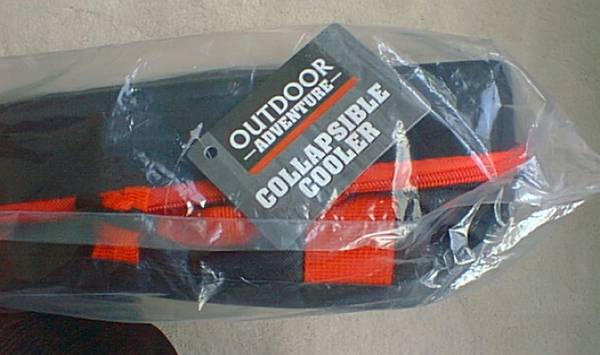 OUTDOOR
—ADVENTURE—
COLLAPSIBLE
COOLER